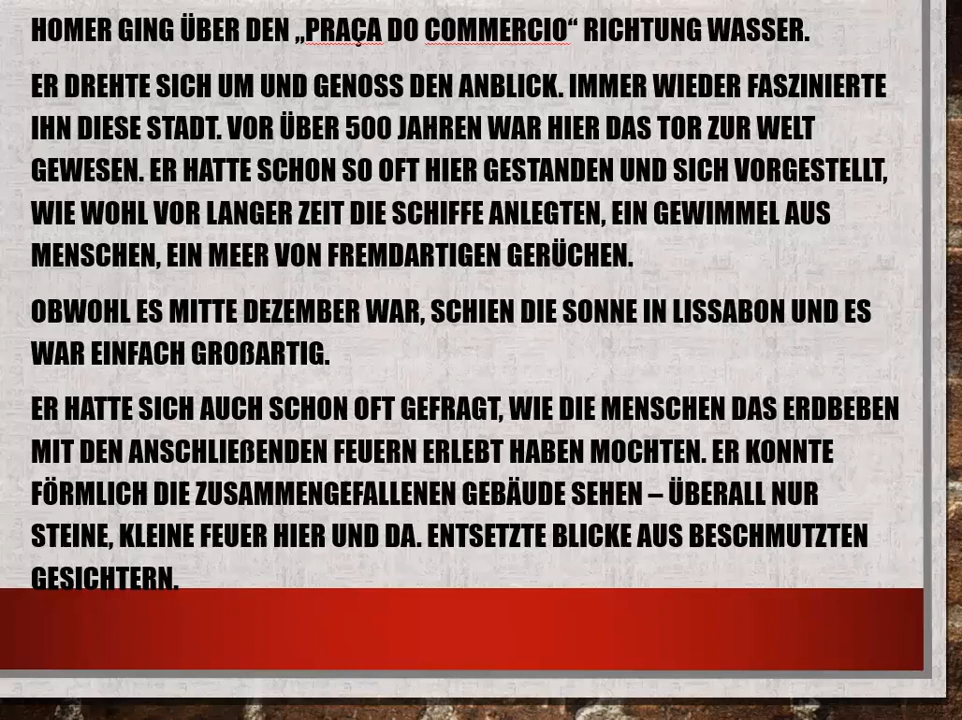 HOMER GING ÜBER DEN „PRAÇA DO COMMERCIO“ RICHTUNG WASSER.
ER DREHTE SICH UM UND GENOSS DEN ANBLICK. IMMER WIEDER FASZINIERTE
IHN DIESE STADT. VOR ÜBER 500 JAHREN WAR HIER DAS TOR ZUR WELT
GEWESEN. ER HATTE SCHON SO OFT HIER GESTANDEN UND SICH VORGESTELLT,
WIE WOHL VOR LANGER ZEIT DIE SCHIFFE ANLEGTEN, EIN GEWIMMEL AUS
MENSCHEN, EIN MEER VON FREMDARTIGEN GERÜCHEN.
OBWOHL ES MITTE DEZEMBER WAR, SCHIEN DIE SONNE IN LISSABON UND ES
WAR EINFACH GROßARTIG.
ER HATTE SICH AUCH SCHON OFT GEFRAGT, WIE DIE MENSCHEN DAS ERDBEBEN
MIT DEN ANSCHLIEßENDEN FEUERN ERLEBT HABEN MOCHTEN. ER KONNTE
FÖRMLICH DIE ZUSAMMENGEFALLENEN GEBÄUDE SEHEN – ÜBERALL NUR
STEINE, KLEINE FEUER HIER UND DA. ENTSETZTE BLICKE AUS BESCHMUTZTEN
GESICHTERN.